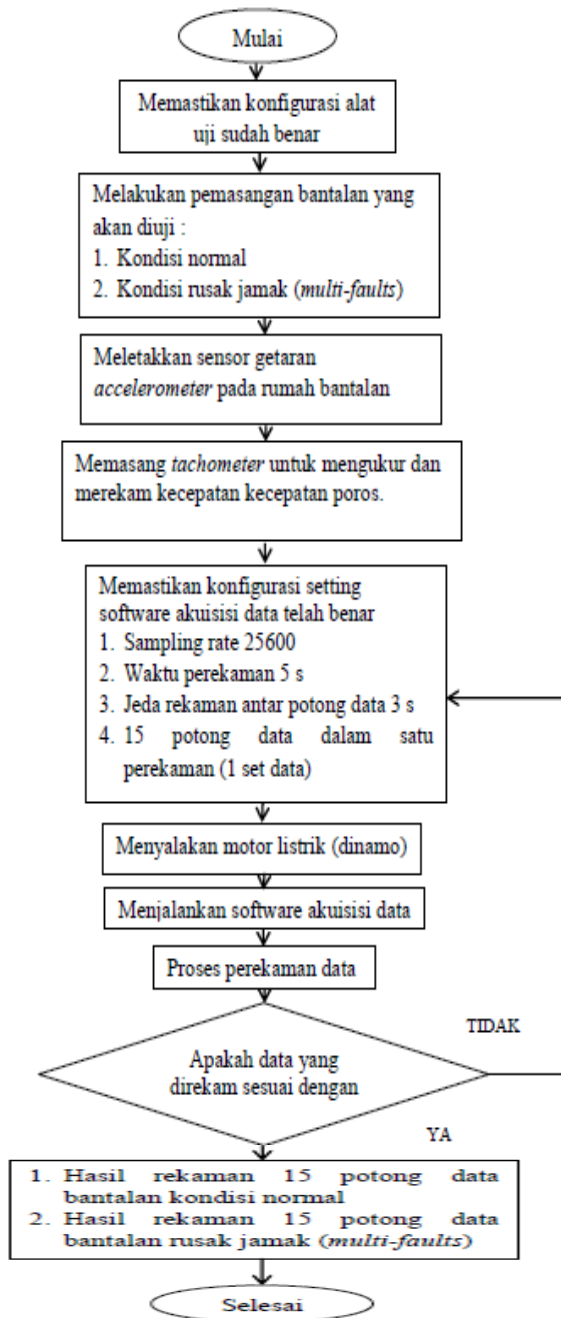 Mulai
Memastikan konfigurasi alat
uji sudah benar
Melakukan pemasangan bantalan yang
akan diuji :
1. Kondisi normal
2. Kondisi rusak jamak (multi-faults)
Meletakkan sensor getaran
accelerometer pada rumah bantalan
Memasang tachometer untuk mengukur dan
merekam kecepatan kecepatan poros.
Memastikan konfigurasi setting
software akuisisi data telah benar
1. Sampling rate 25600
2. Waktu perekaman 5 s
3. Jeda rekaman antar potong data 3 s
4. 15 potong data dalam satu
perekaman (1 set data)
Menyalakan motor listrik (dinamo)
Menjalankan software akuisisi data
Proses perekaman data
TIDAK
Apakah data yang
direkam sesuai dengan
YA
1. Hasil rekaman 15 potong data
bantalan kondisi normal
2. Hasil rekaman 15 potong data
bantalan rusak jamak (multi-faults)
Selesai